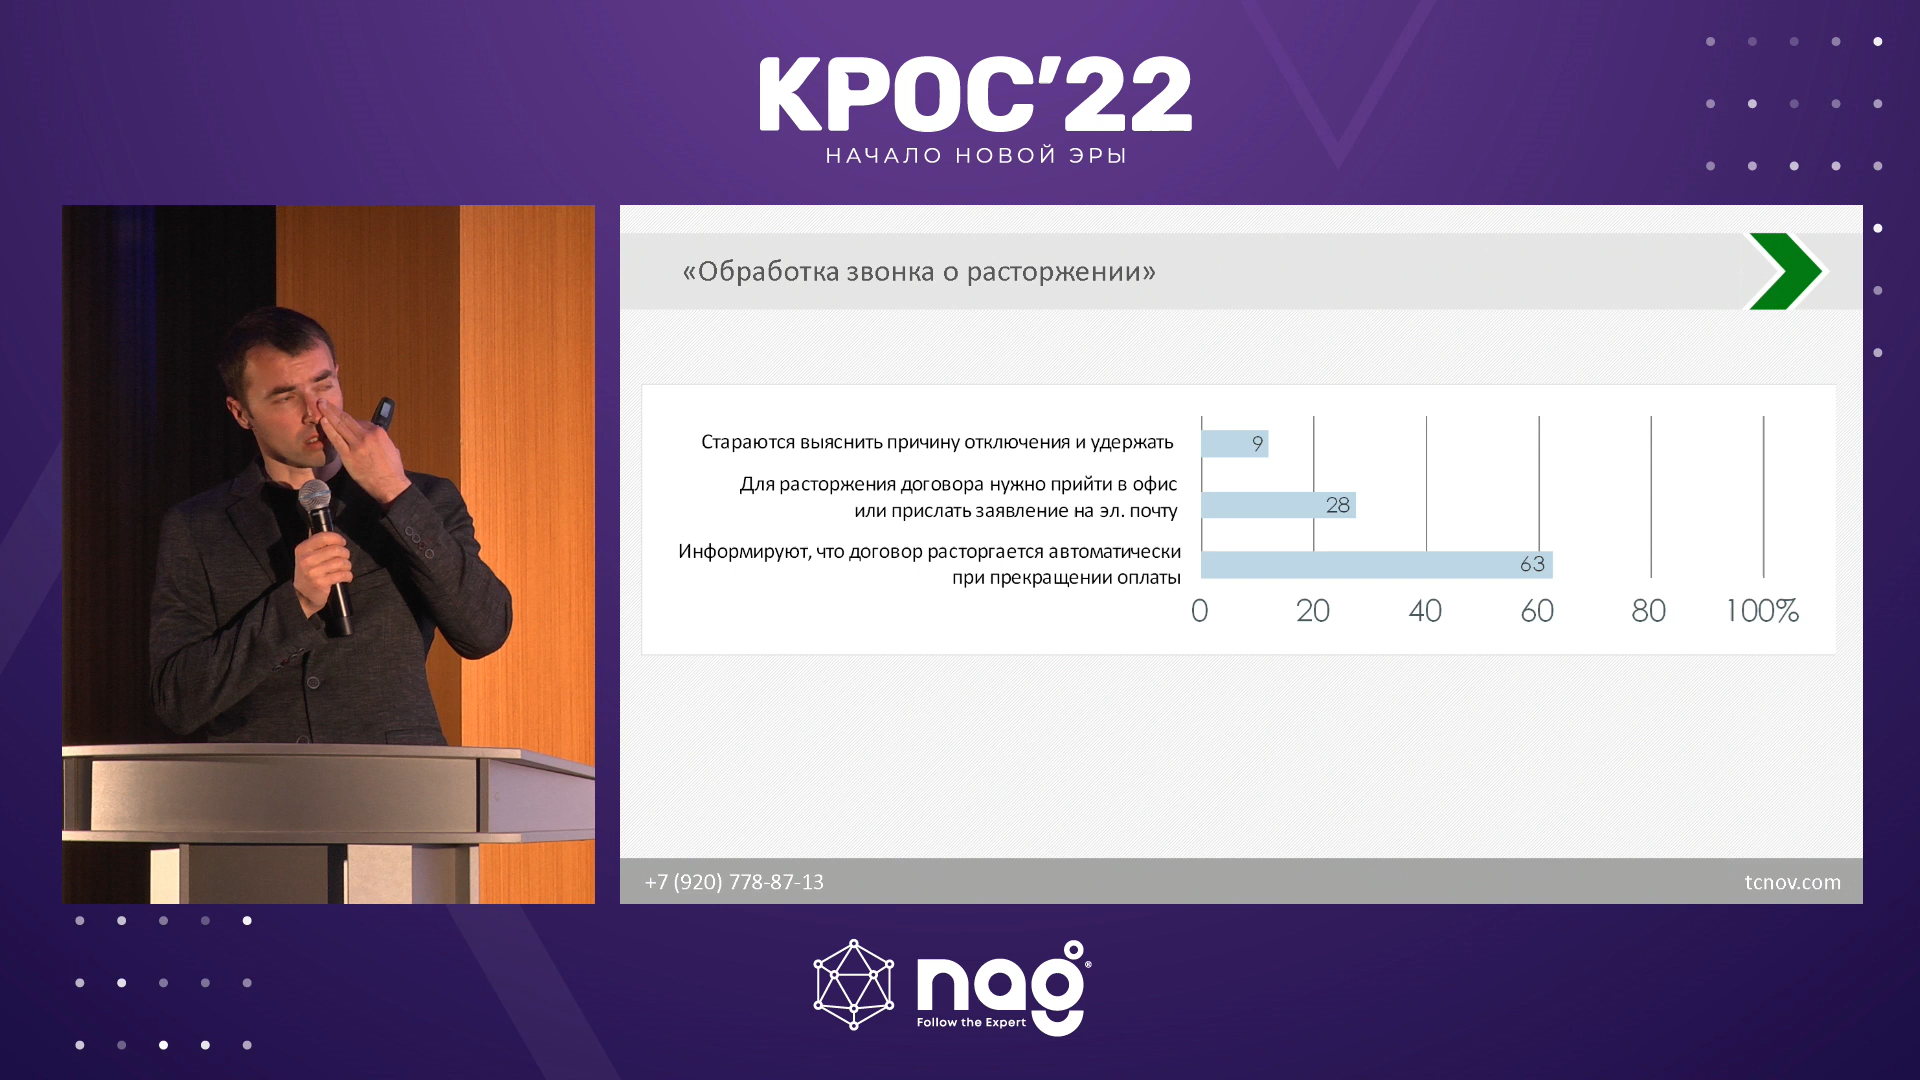 КРОС’22
НАЧАЛО НОВОЙ ЭРЫ
«Обработка звонка о расторжении»
Стараются выяснить причину отключения и удержать
9
Для расторжения договора нужно прийти в офис
или прислать заявление на эл. почту
28
Информируют, что договор расторгается автоматически
при прекращении оплаты
63
0 20 40 60 80 100%
+7 (920) 778-87-13
tcnov.com
nag®
Follow the Expert